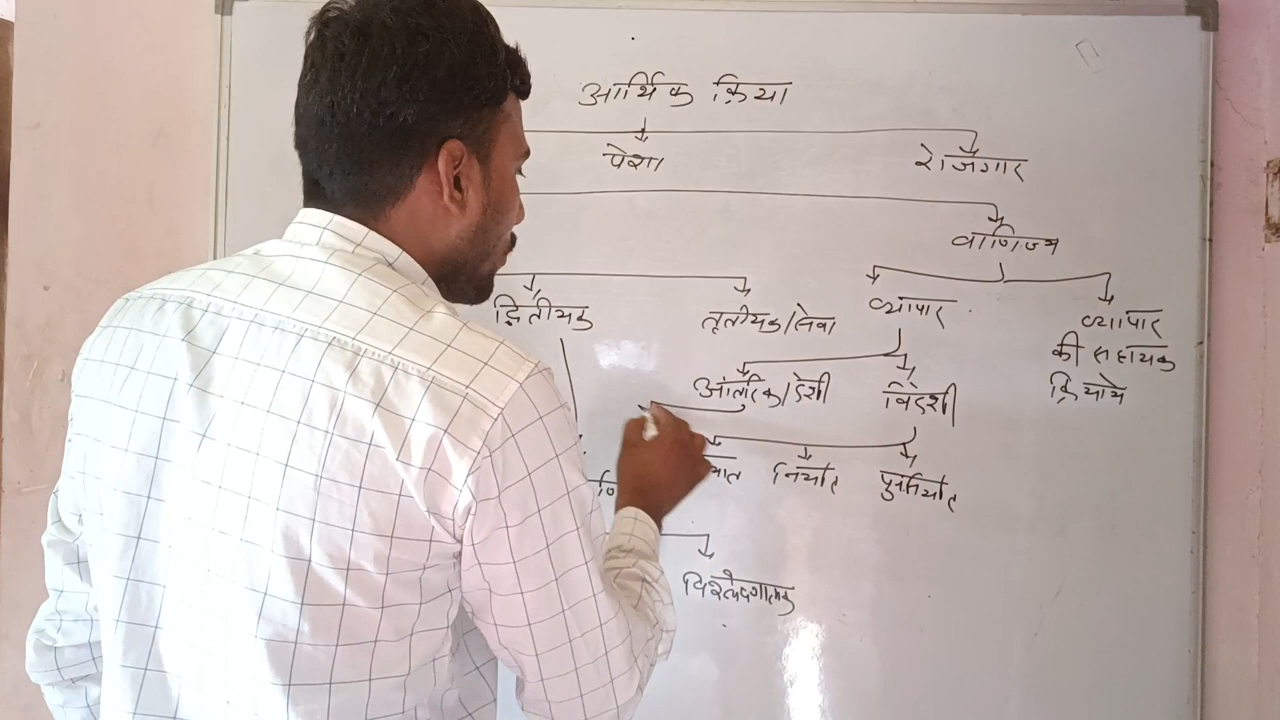 आर्थिक क्रिया
पेशा रोजगार
वाणिज्य
द्वितीयक तृतीयक/सेवा व्यापार व्यापार
की सहायक
आंतरिक/देशी विदेशी क्रियाये
यात निर्यात पुनर्निर्यात
विश्लेषणात्मक